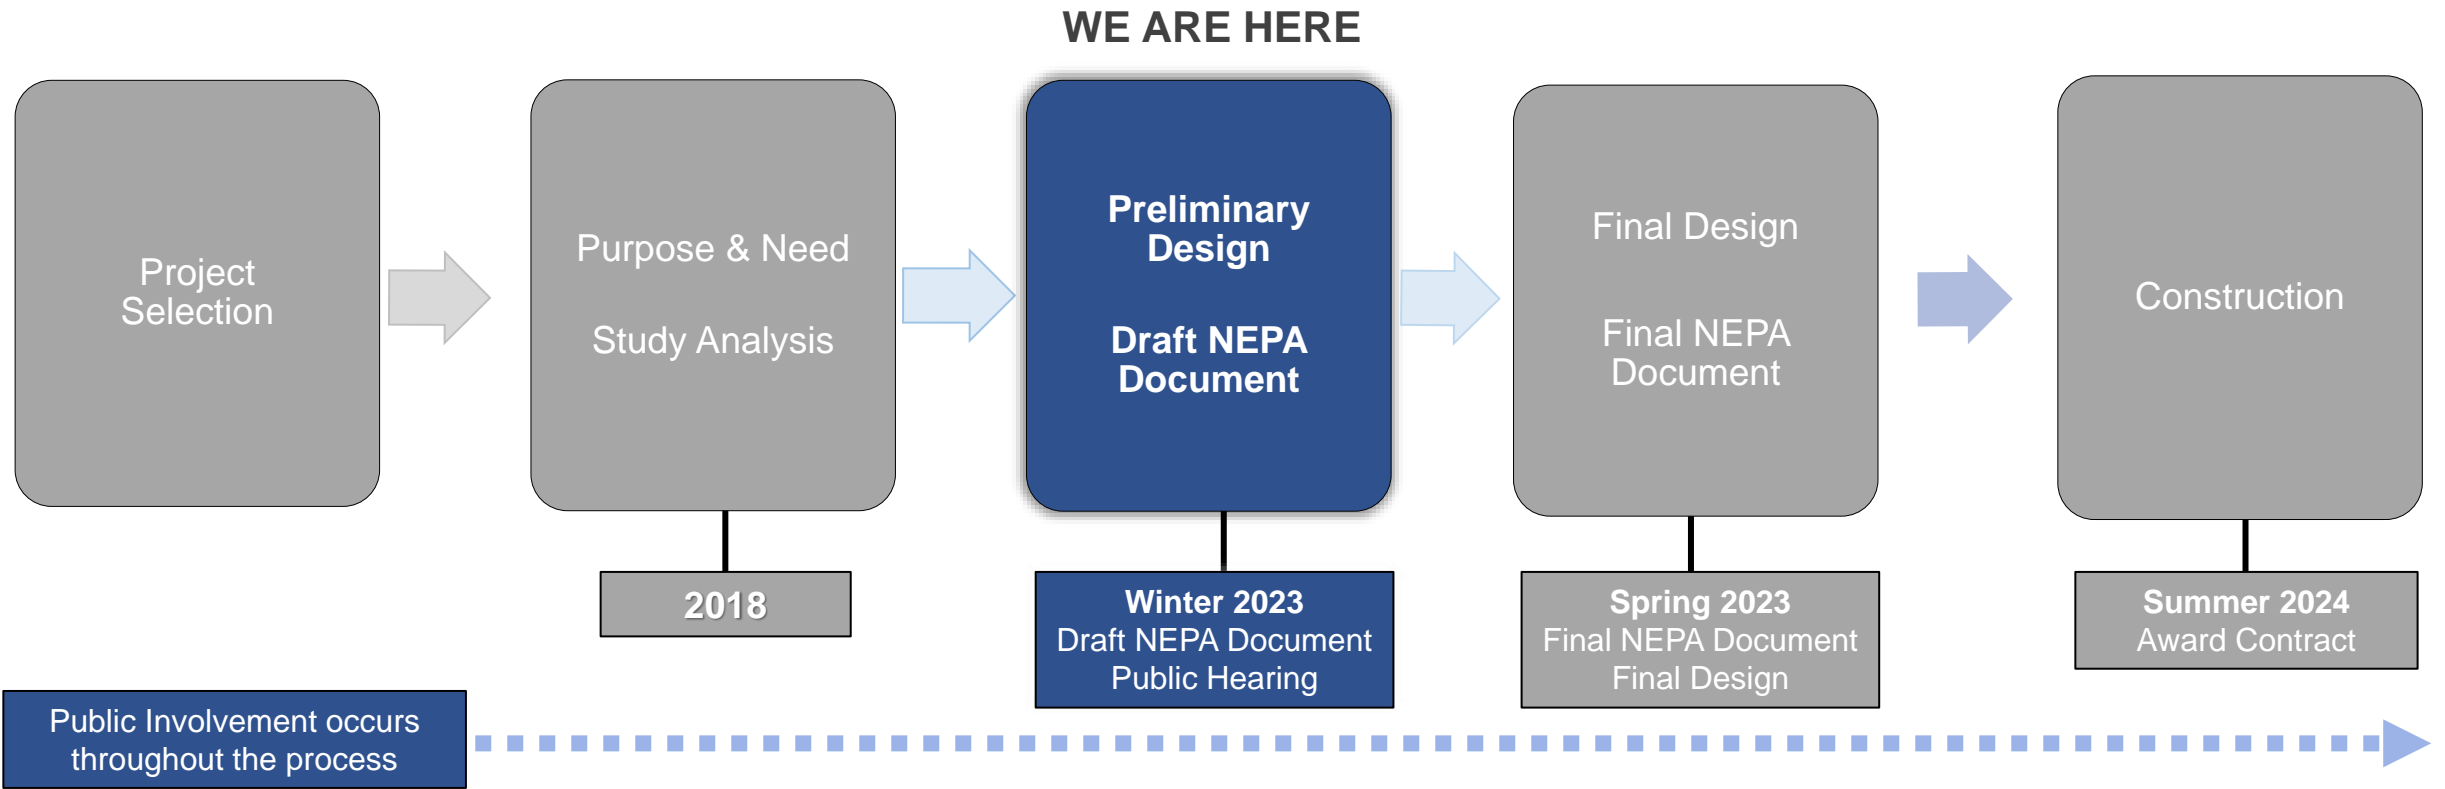 WE ARE HERE
Project
Selection
Purpose & Need
Study Analysis
Preliminary
Design
Draft NEPA
Document
Final Design
Final NEPA
Document
Construction
2018
Winter 2023
Draft NEPA Document
Public Hearing
Spring 2023
Final NEPA Document
Final Design
Summer 2024
Award Contract
Public Involvement occurs
throughout the process